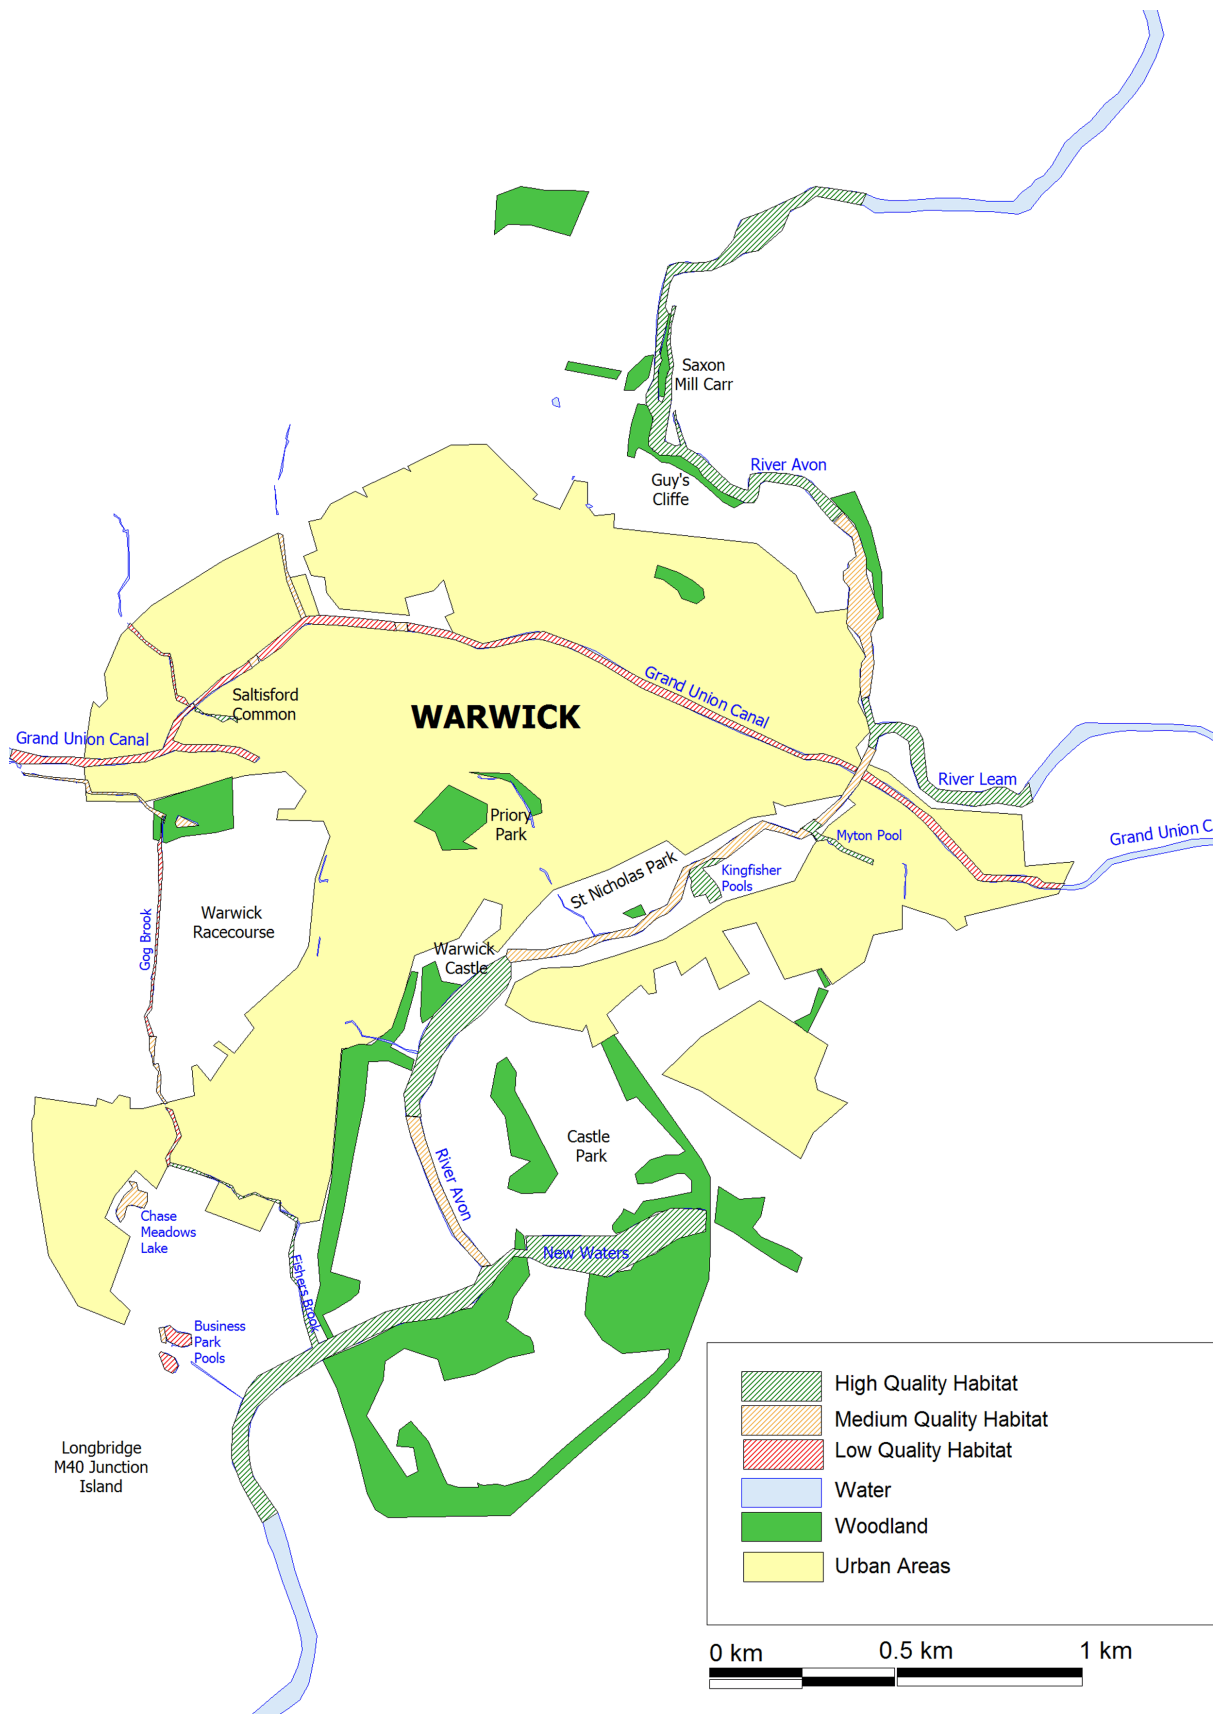 Saxon
Mill Carr
River Avon
Guy's
Cliffe
Grand Union Canal
Saltisford
Common
WARWICK
Grand Union Canal
River Leam
Priory
Park
Myton Pool
Grand Union C
St Nicholas Park
Kingfisher
Pools
Warwick
Racecourse
Gog Brook
Warwick
Castle
Castle
Park
River Avon
Chase
Meadows
Lake
New Waters
Fishers Brook
Business
Park
Pools
Longbridge
M40 Junction
Island
High Quality Habitat
Medium Quality Habitat
Low Quality Habitat
Water
Woodland
Urban Areas
0 km
0.5 km
1 km